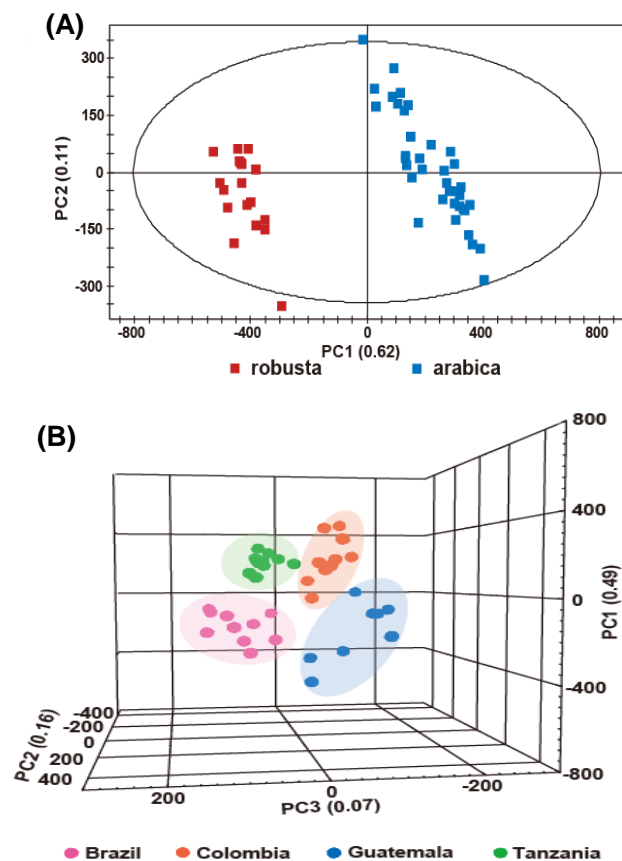 (A)
300
150
0
-150
-300
PC2 (0.11)
-800
-400
0
400
800
PC1 (0.62)
robusta
arabica
(B)
800
400
0
-400
-800
PC1 (0.49)
-400
-200
0
200
400
PC2 (0.16)
200
0
-200
PC3 (0.07)
Brazil
Colombia
Guatemala
Tanzania